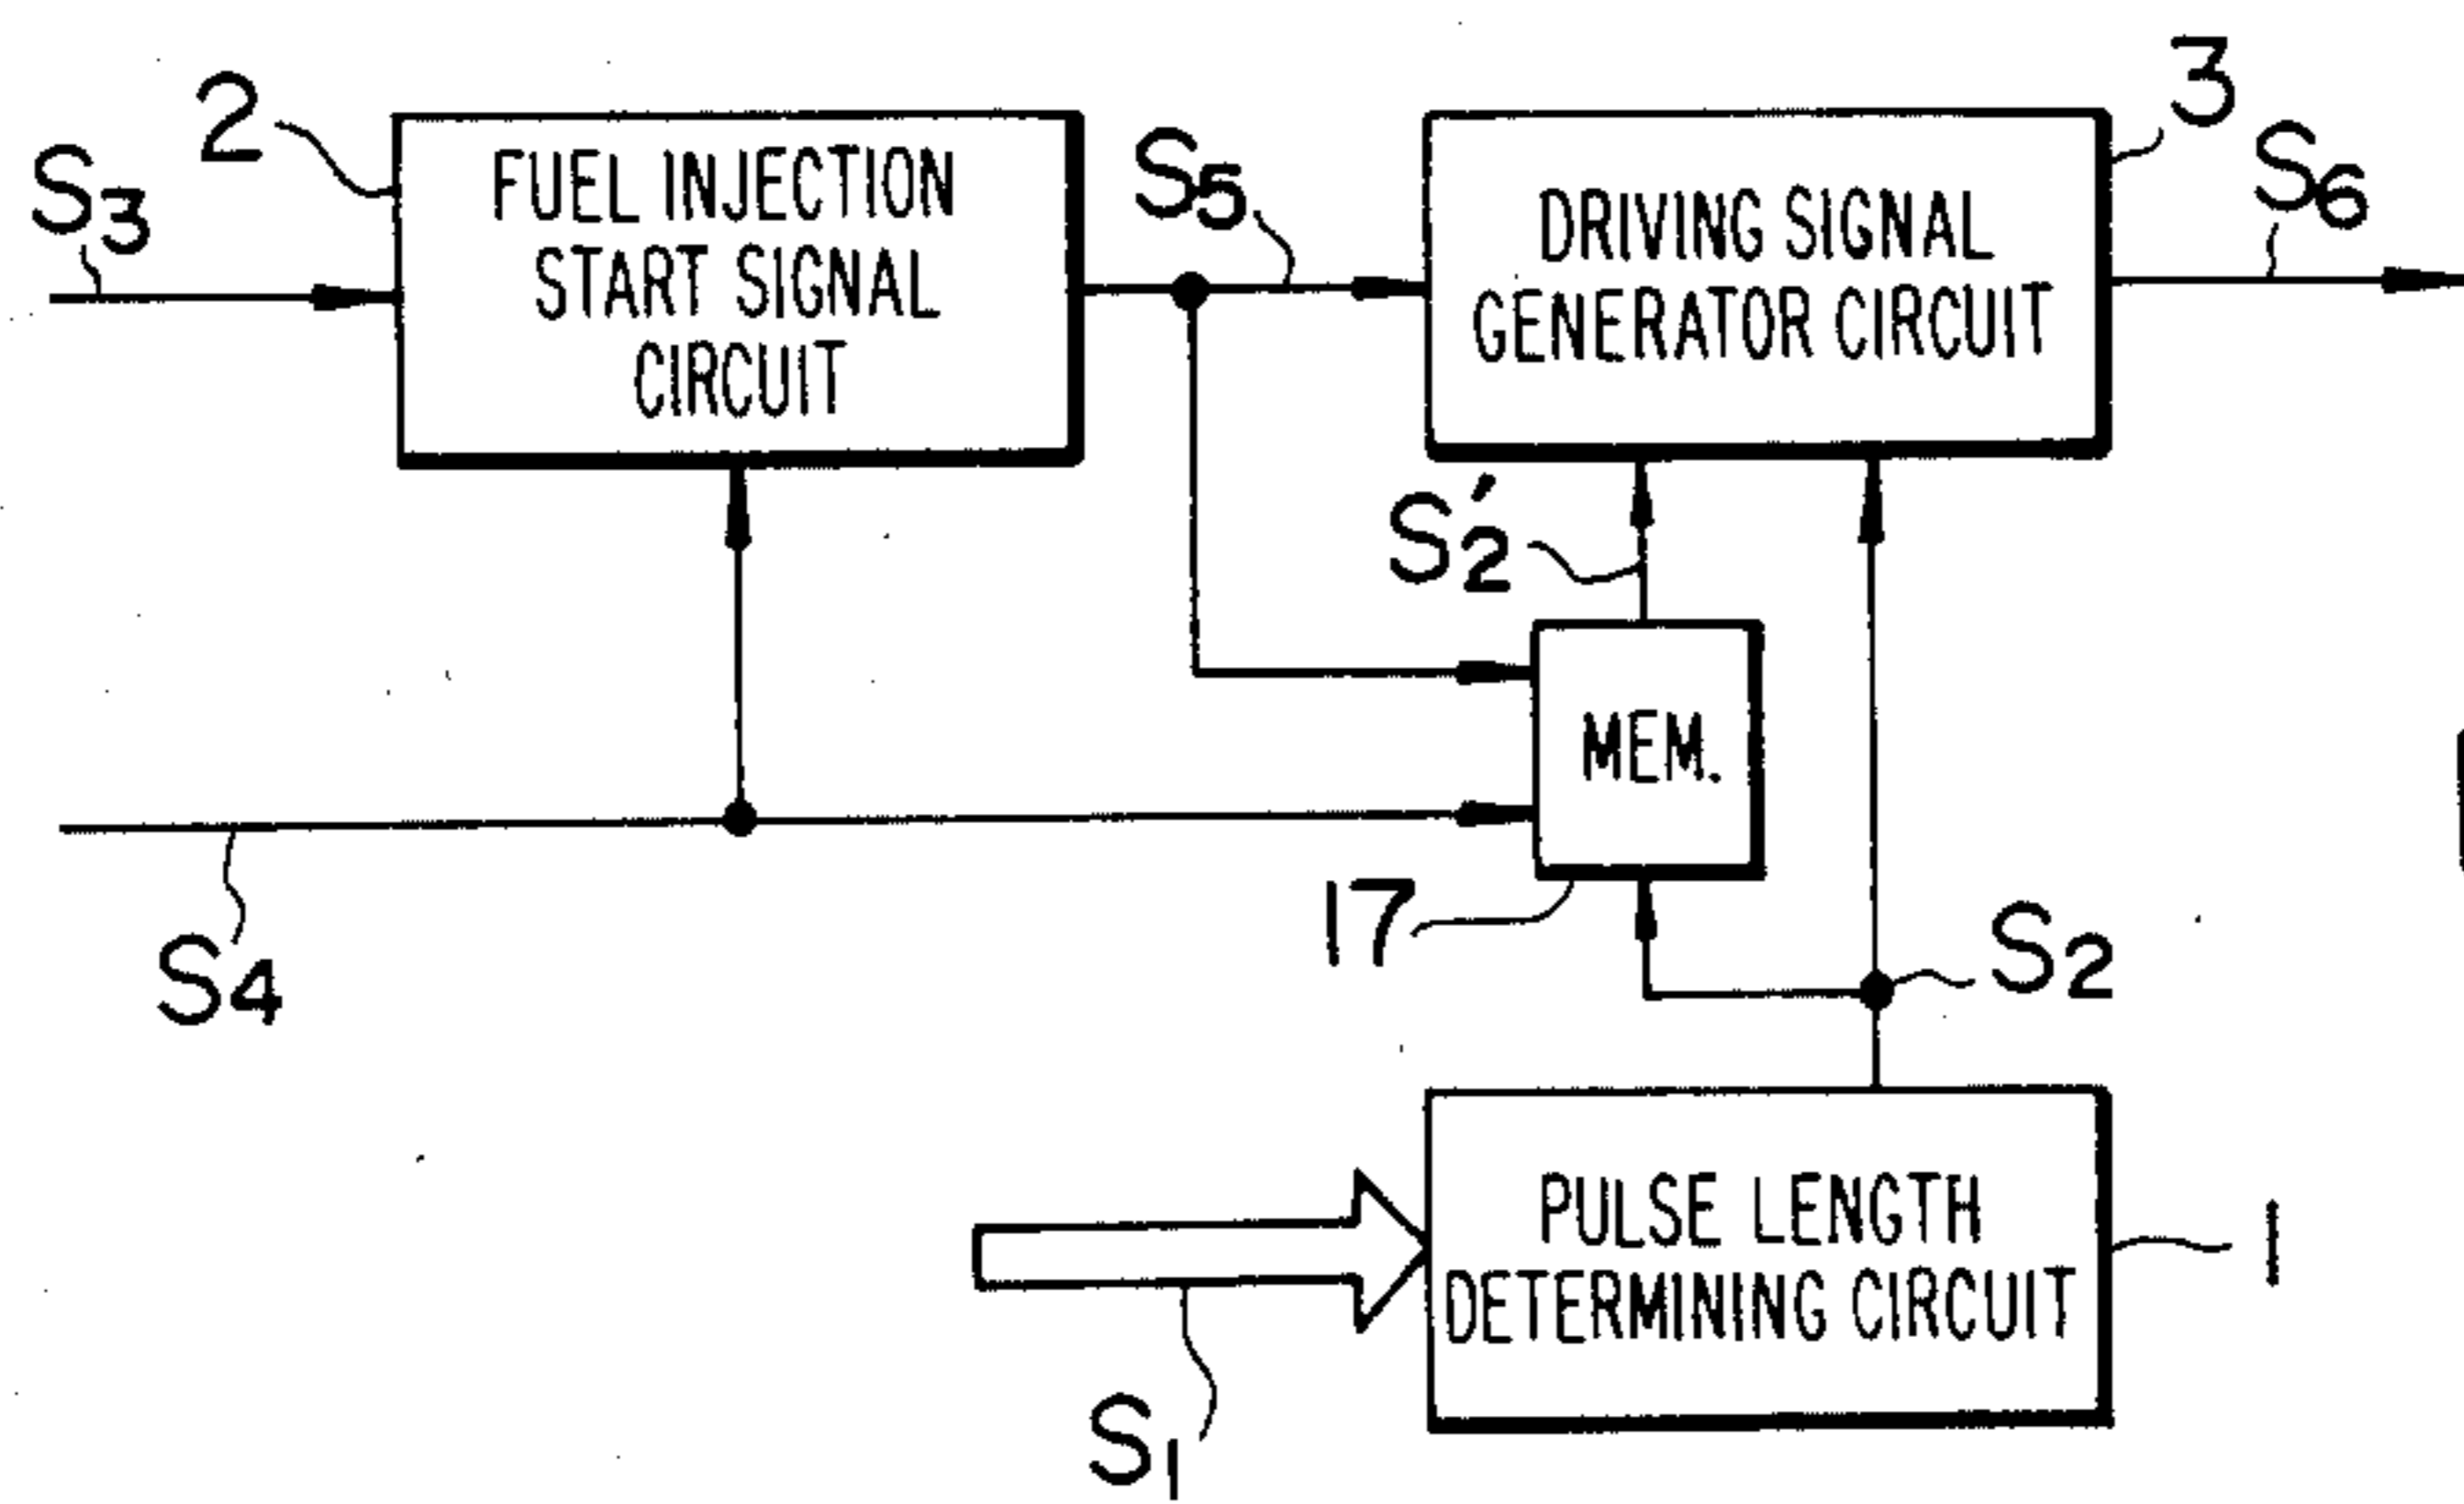 2
S3
FUEL INJECTION
START SIGNAL
CIRCUIT
S5
3
DRIVING SIGNAL
GENERATOR CIRCUIT
S6
S2'
MEM.
17
S4
S2
PULSE LENGTH
DETERMINING CIRCUIT
1
S1